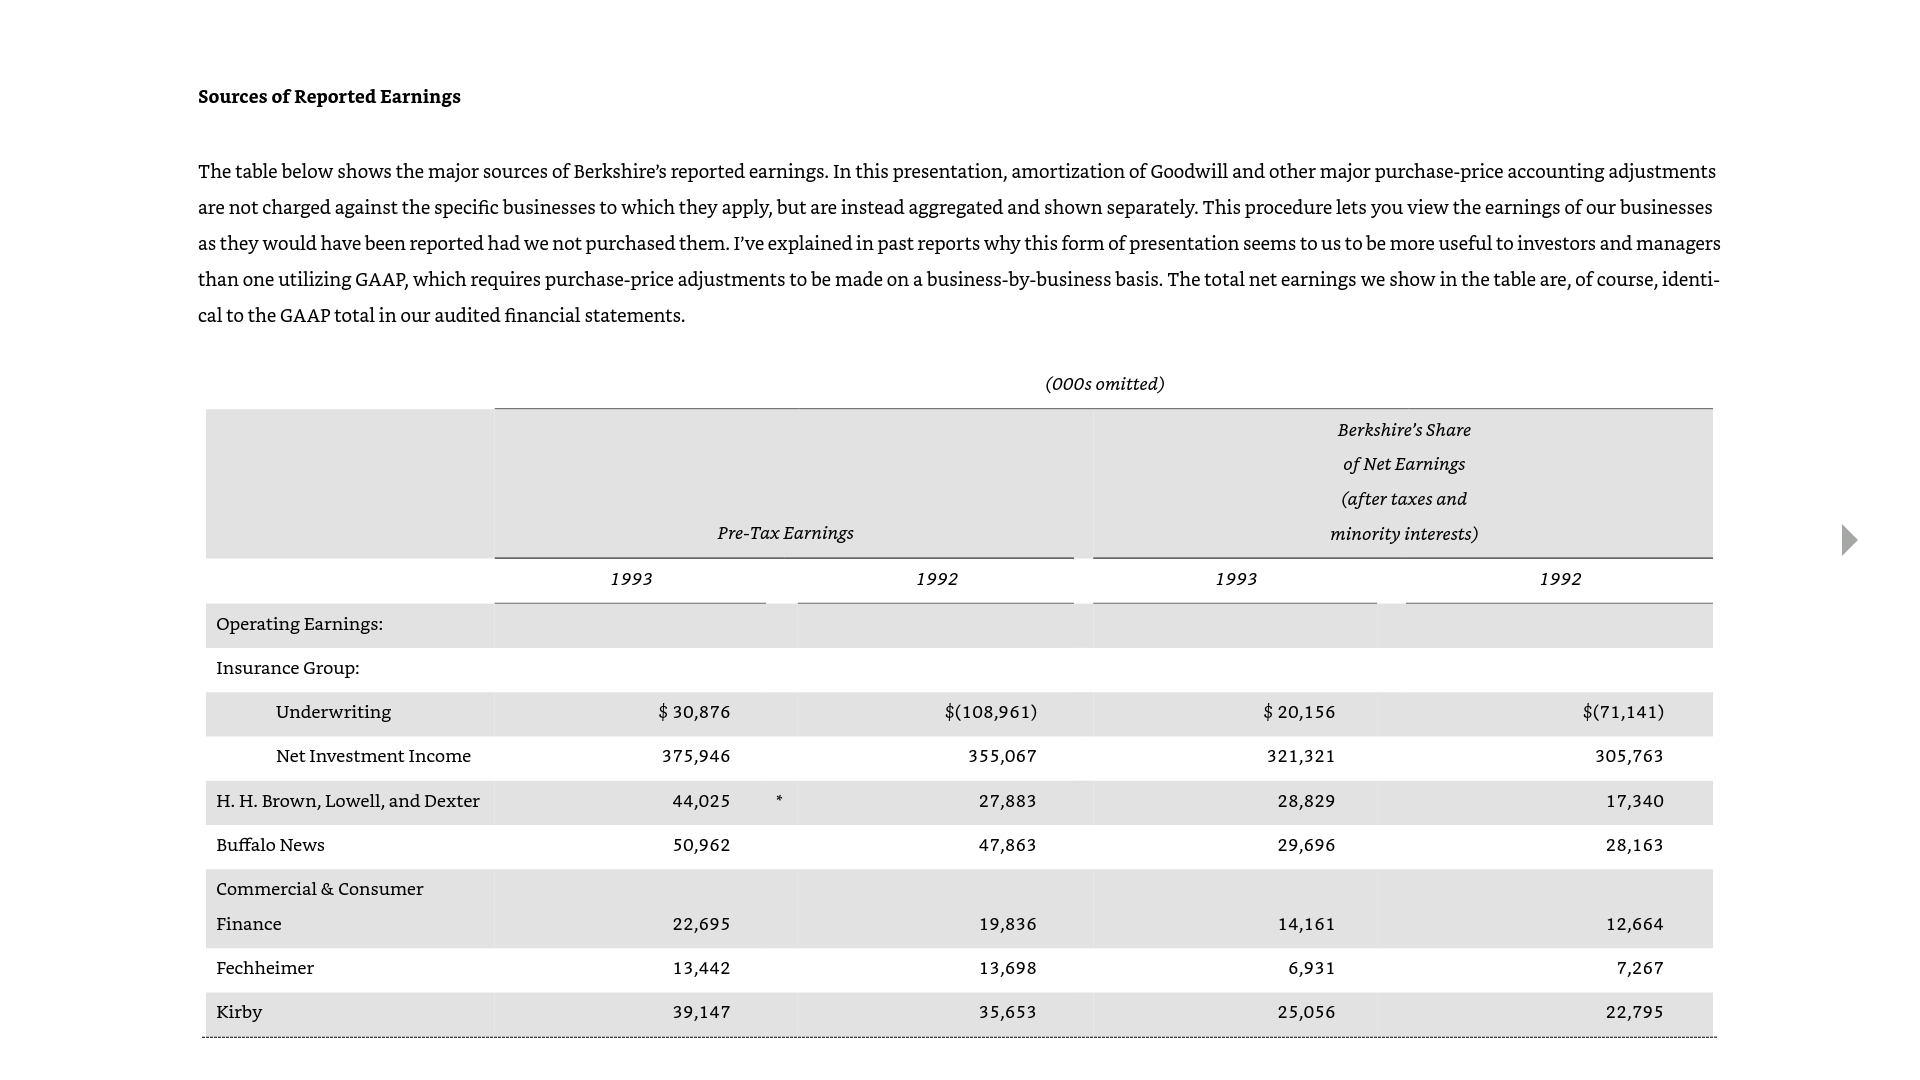 Sources of Reported Earnings
The table below shows the major sources of Berkshire’s reported earnings. In this presentation, amortization of Goodwill and other major purchase-price accounting adjustments
are not charged against the specific businesses to which they apply, but are instead aggregated and shown separately. This procedure lets you view the earnings of our businesses
as they would have been reported had we not purchased them. I’ve explained in past reports why this form of presentation seems to us to be more useful to investors and managers
than one utilizing GAAP, which requires purchase-price adjustments to be made on a business-by-business basis. The total net earnings we show in the table are, of course, identi-
cal to the GAAP total in our audited financial statements.
(000s omitted)
Berkshire’s Share
of Net Earnings
(after taxes and
Pre-Tax Earnings minority interests)
1993 1992 1993 1992
Operating Earnings:
Insurance Group:
Underwriting $ 30,876 $(108,961) $ 20,156 $(71,141)
Net Investment Income 375,946 355,067 321,321 305,763
H. H. Brown, Lowell, and Dexter 44,025 * 27,883 28,829 17,340
Buffalo News 50,962 47,863 29,696 28,163
Commercial & Consumer
Finance 22,695 19,836 14,161 12,664
Fechheimer 13,442 13,698 6,931 7,267
Kirby 39,147 35,653 25,056 22,795